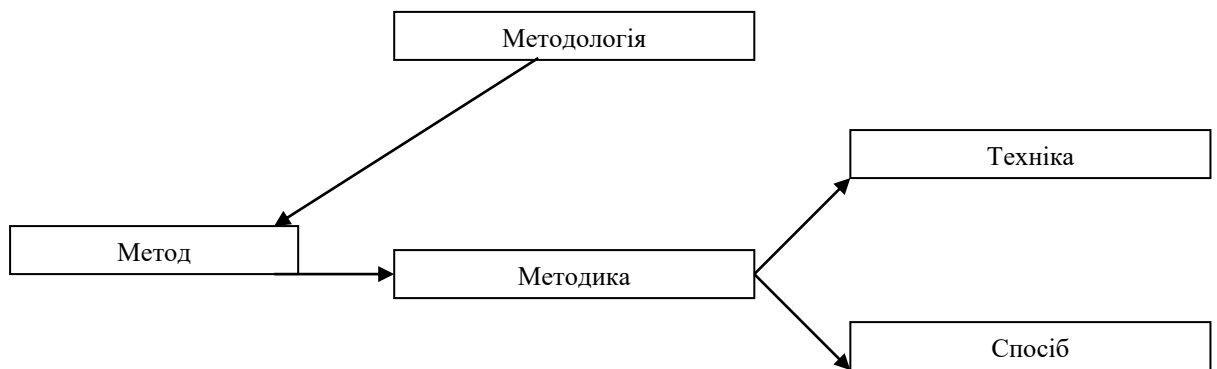 Методологія
Техніка
Метод
Методика
Спосіб